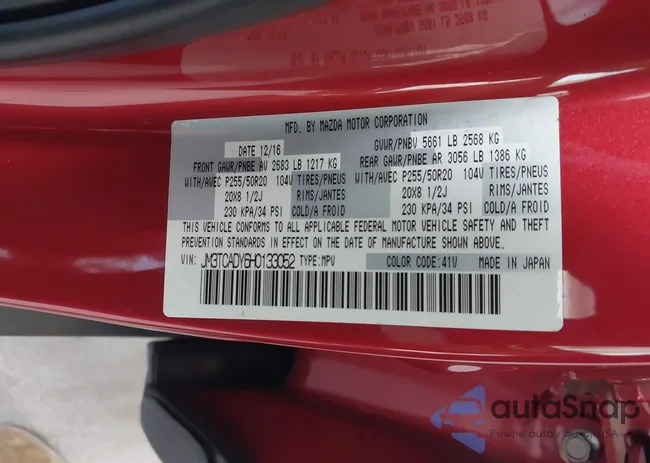 MFD. BY MAZDA MOTOR CORPORATION
DATE 12/16 GVWR/PNBV 5661 LB 2568 KG
FRONT GAWR/PNBE AV 2683 LB 1217 KG REAR GAWR/PNBE AR 3056 LB 1386 KG
WITH/AVEC P255/50R20 104V TIRES/PNEUS WITH/AVEC P255/50R20 104V TIRES/PNEUS
20X8 1/2J RIMS/JANTES 20X8 1/2J RIMS/JANTES
230 KPA/34 PSI COLD/A FROID 230 KPA/34 PSI COLD/A FROID
THIS VEHICLE CONFORMS TO ALL APPLICABLE FEDERAL MOTOR VEHICLE SAFETY AND THEFT
PREVENTION STANDARDS IN EFFECT ON THE DATE OF MANUFACTURE SHOWN ABOVE.
VIN: JM3TCADY6H0133052 TYPE:MPV COLOR CODE:41V MADE IN JAPAN
autoSnap
Pewne auto z aukcji USA